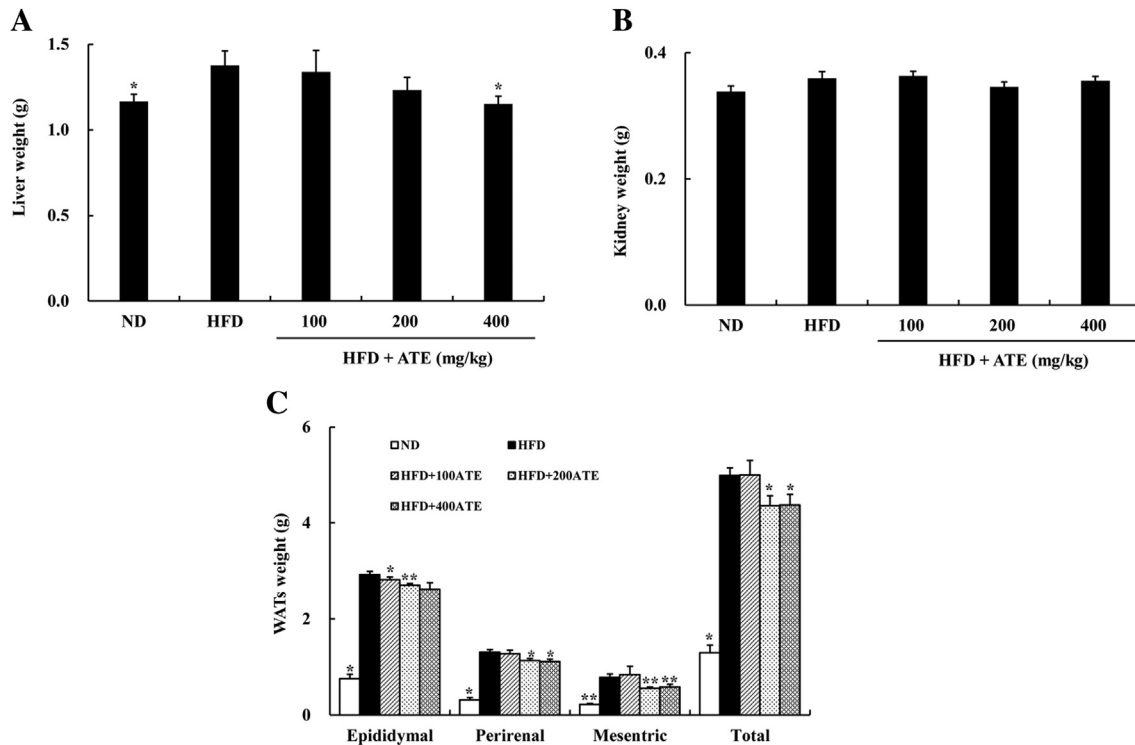 A
Liver weight (g)
1.5
1.0
0.5
0.0
*
*
ND HFD 100 200 400
HFD + ATE (mg/kg)
B
Kidney weight (g)
0.4
0.2
0.0
ND HFD 100 200 400
HFD + ATE (mg/kg)
C
WATs weight (g)
6
4
2
0
ND HFD
HFD+100ATE HFD+200ATE
HFD+400ATE
* * **
* * *
** ** **
* * *
Epididymal Perirenal Mesentric Total